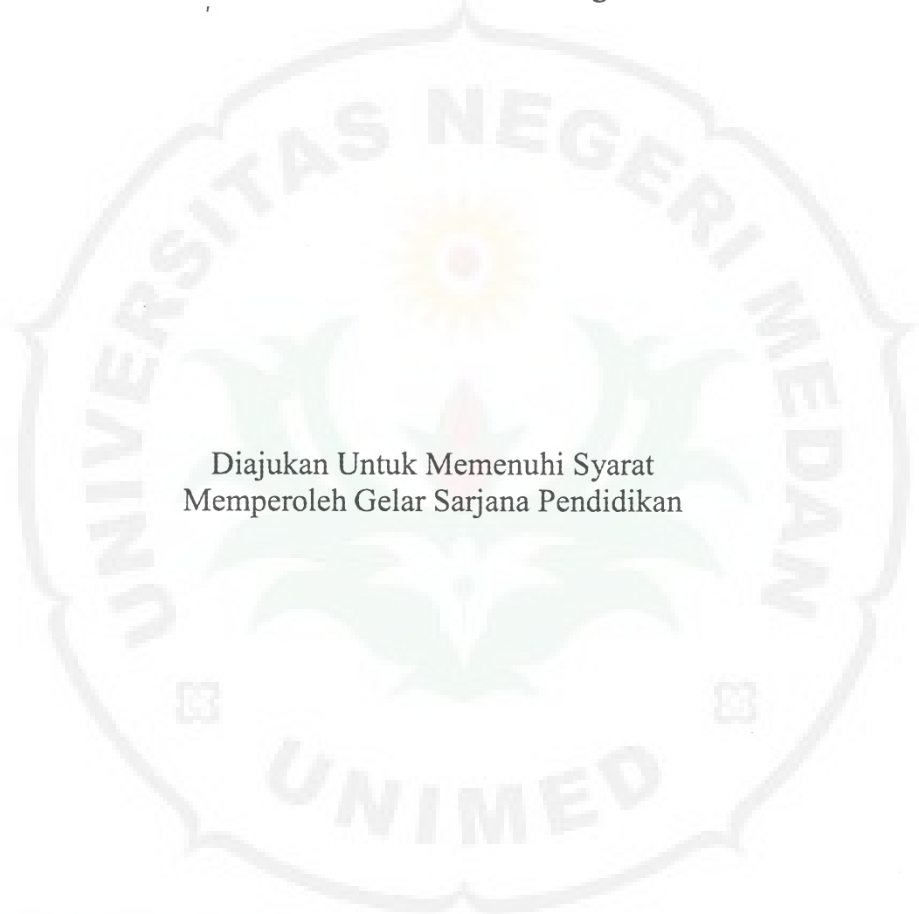 UNIVERSITAS NEGERI MEDAN
Diajukan Untuk Memenuhi Syarat
Memperoleh Gelar Sarjana Pendidikan
UNIMED